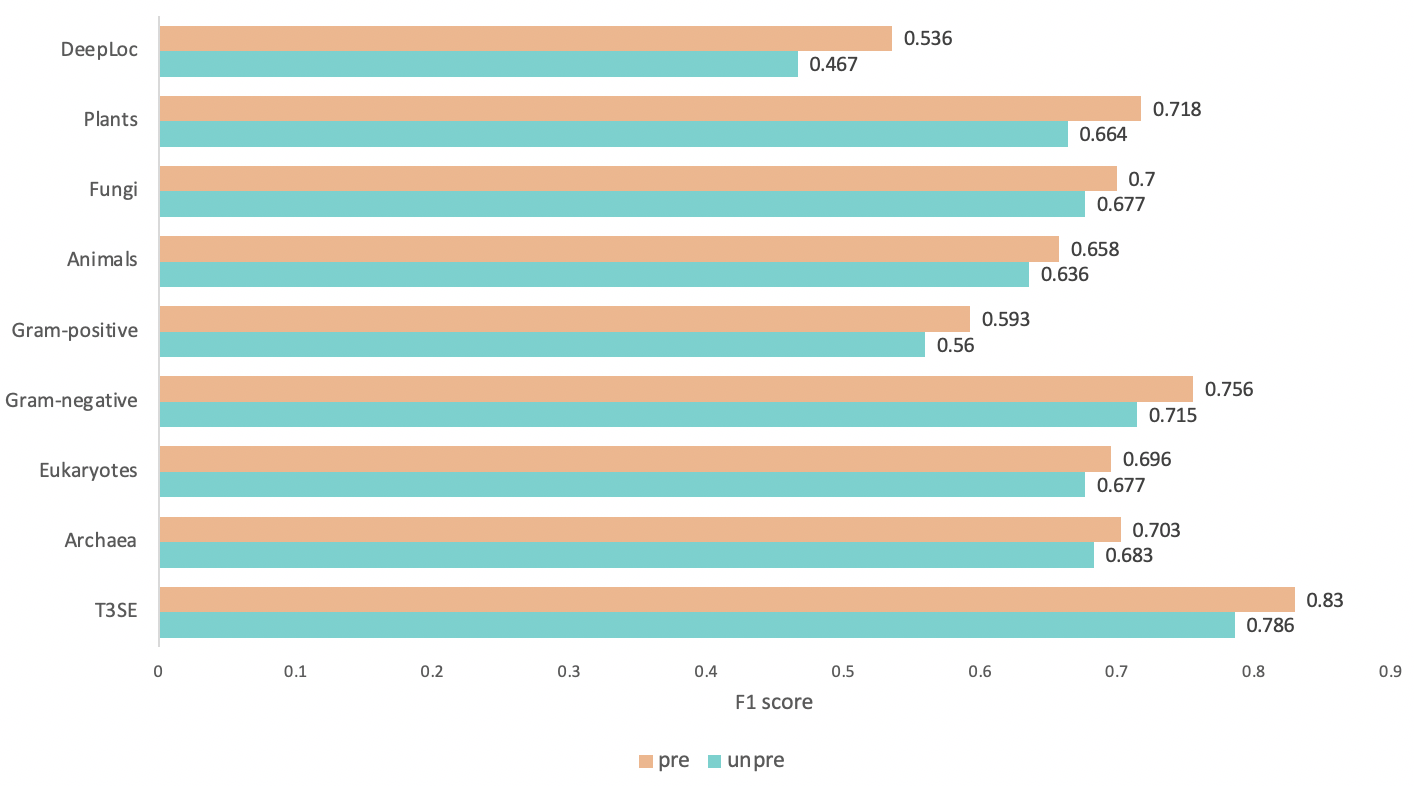 DeepLoc
0.536
0.467
Plants
0.718
0.664
Fungi
0.7
0.677
Animals
0.658
0.636
Gram-positive
0.593
0.56
Gram-negative
0.756
0.715
Eukaryotes
0.696
0.677
Archaea
0.703
0.683
T3SE
0.83
0.786
0 0.1 0.2 0.3 0.4 0.5 0.6 0.7 0.8 0.9
F1 score
pre unpre